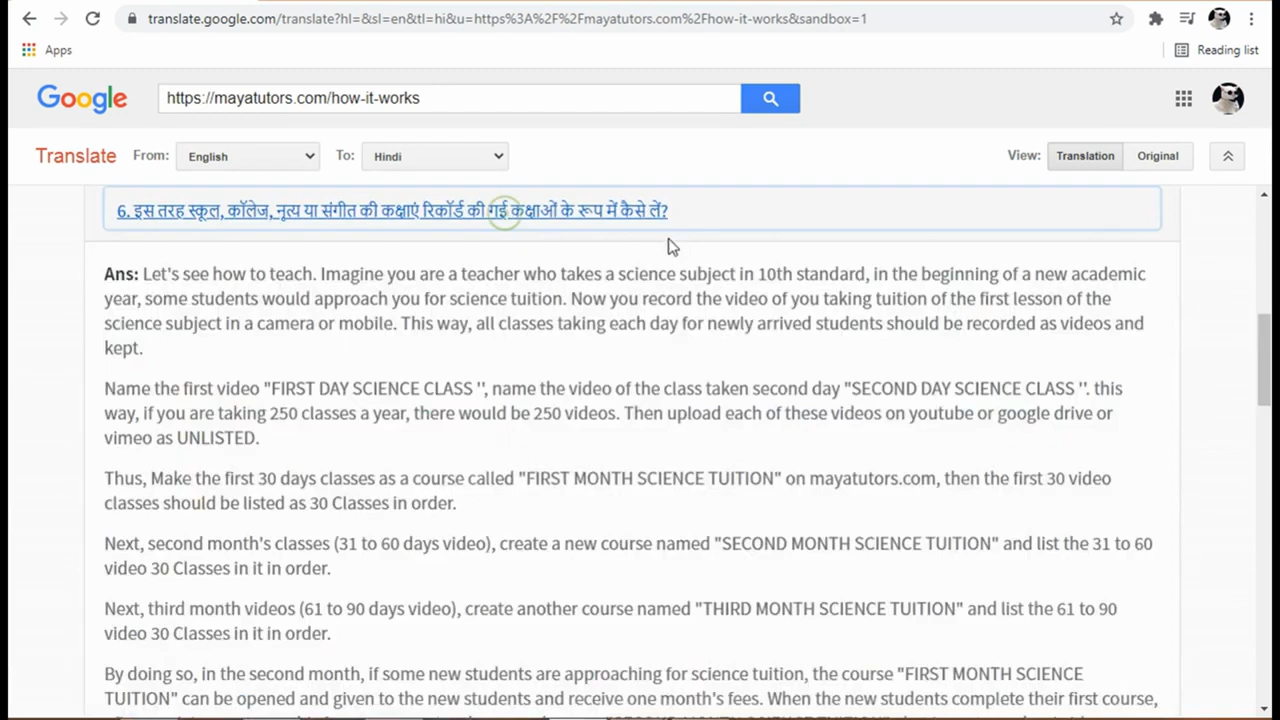 translate.google.com/translate?hl=&sl=en&tl=hi&u=https%3A%2F%2Fmayatutors.com%2Fhow-it-works&sandbox=1
Apps
Reading list
Google
https://mayatutors.com/how-it-works
Translate From: English To: Hindi View: Translation Original
6. इस तरह स्कूल, कॉलेज, नृत्य या संगीत की कक्षाएं रिकॉर्ड की गई कक्षाओं के रूप में कैसे लें?
Ans: Let's see how to teach. Imagine you are a teacher who takes a science subject in 10th standard, in the beginning of a new academic
year, some students would approach you for science tuition. Now you record the video of you taking tuition of the first lesson of the
science subject in a camera or mobile. This way, all classes taking each day for newly arrived students should be recorded as videos and
kept.
Name the first video "FIRST DAY SCIENCE CLASS '', name the video of the class taken second day "SECOND DAY SCIENCE CLASS ''. this
way, if you are taking 250 classes a year, there would be 250 videos. Then upload each of these videos on youtube or google drive or
vimeo as UNLISTED.
Thus, Make the first 30 days classes as a course called "FIRST MONTH SCIENCE TUITION" on mayatutors.com, then the first 30 video
classes should be listed as 30 Classes in order.
Next, second month's classes (31 to 60 days video), create a new course named "SECOND MONTH SCIENCE TUITION" and list the 31 to 60
video 30 Classes in it in order.
Next, third month videos (61 to 90 days video), create another course named "THIRD MONTH SCIENCE TUITION" and list the 61 to 90
video 30 Classes in it in order.
By doing so, in the second month, if some new students are approaching for science tuition, the course "FIRST MONTH SCIENCE
TUITION" can be opened and given to the new students and receive one month's fees. When the new students complete their first course,